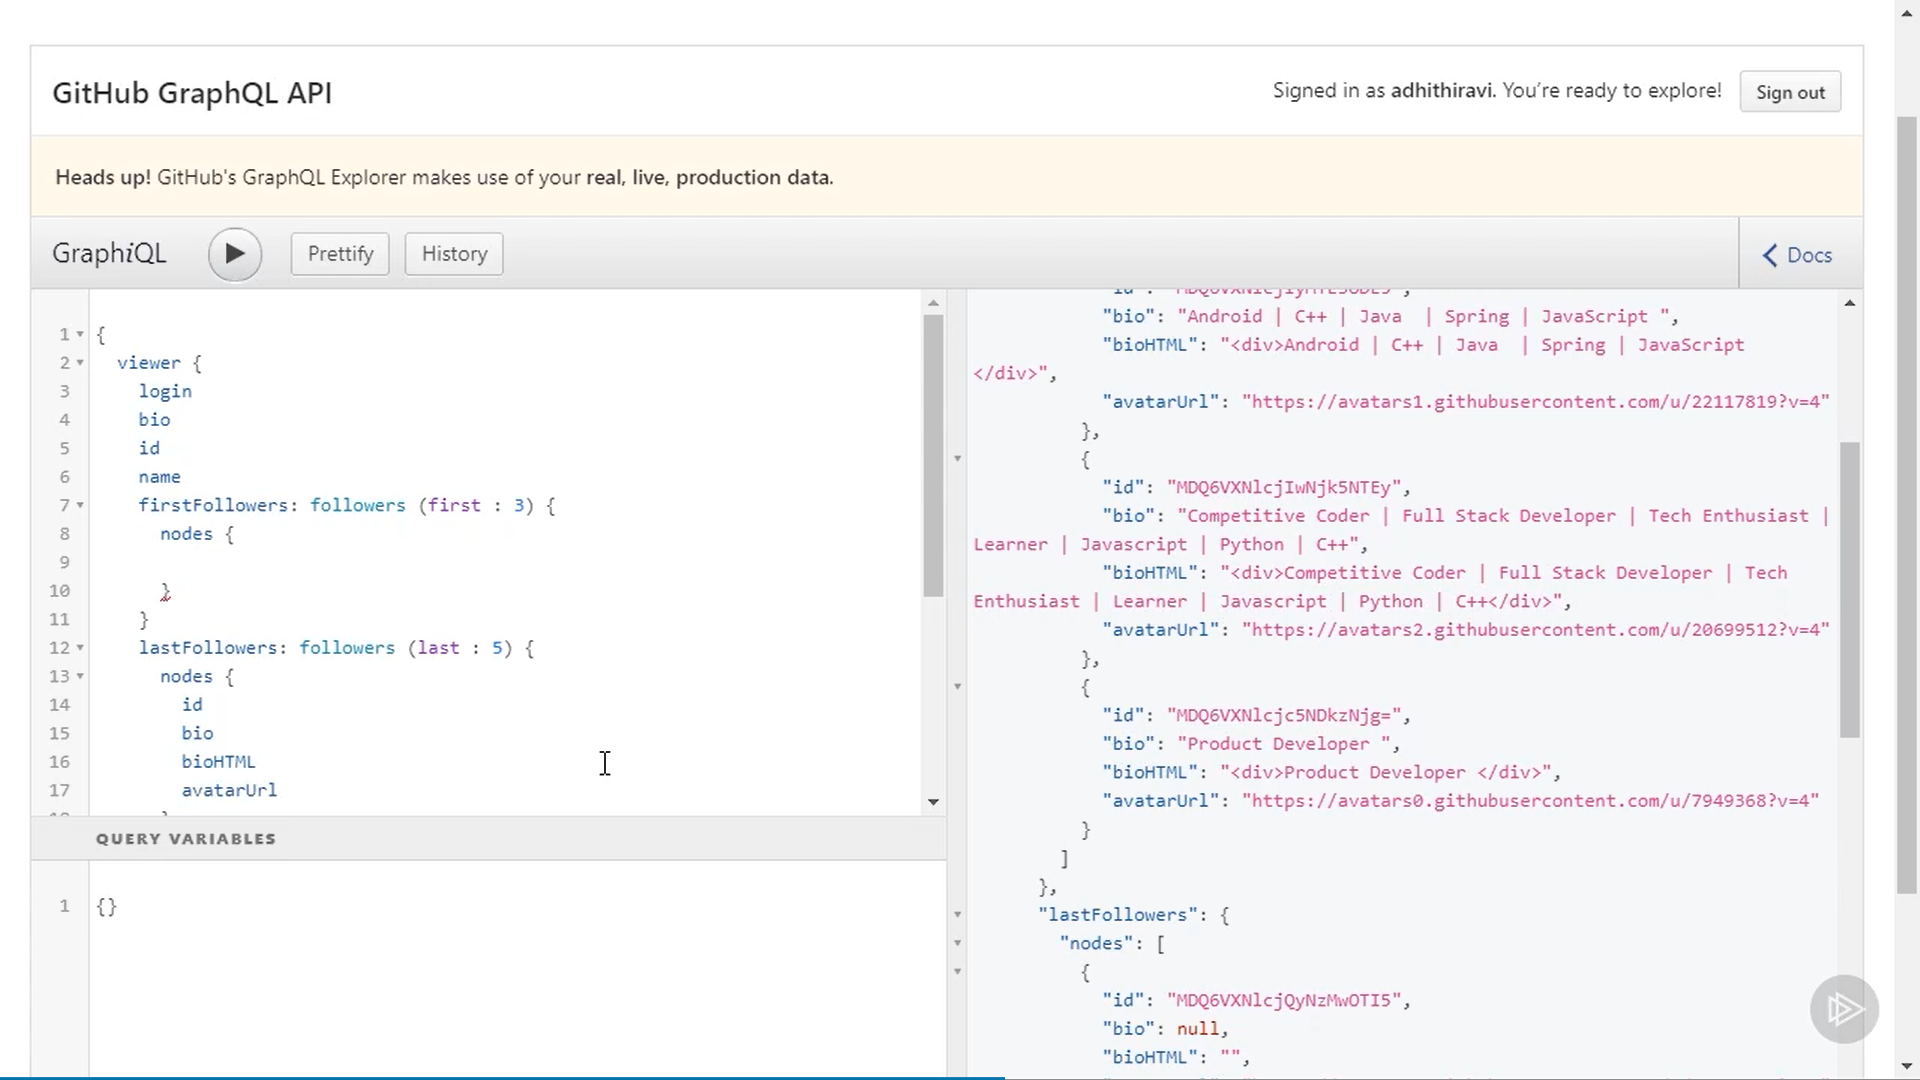 GitHub GraphQL API
Signed in as adhithiravi. You're ready to explore!
Sign out
Heads up! GitHub's GraphQL Explorer makes use of your real, live, production data.
GraphiQL
Prettify
History
Docs
1 {
2 viewer {
3 login
4 bio
5 id
6 name
7 firstFollowers: followers (first : 3) {
8 nodes {
9
10 }
11 }
12 lastFollowers: followers (last : 5) {
13 nodes {
14 id
15 bio
16 bioHTML
17 avatarUrl
QUERY VARIABLES
1 {}
"bio": "Android | C++ | Java  | Spring | JavaScript ",
"bioHTML": "<div>Android | C++ | Java  | Spring | JavaScript
</div>",
"avatarUrl": "https://avatars1.githubusercontent.com/u/22117819?v=4"
},
{
"id": "MDQ6VXNlcjIwNjk5NTEy",
"bio": "Competitive Coder | Full Stack Developer | Tech Enthusiast |
Learner | Javascript | Python | C++",
"bioHTML": "<div>Competitive Coder | Full Stack Developer | Tech
Enthusiast | Learner | Javascript | Python | C++</div>",
"avatarUrl": "https://avatars2.githubusercontent.com/u/20699512?v=4"
},
{
"id": "MDQ6VXNlcjc5NDkzNjg=",
"bio": "Product Developer ",
"bioHTML": "<div>Product Developer </div>",
"avatarUrl": "https://avatars0.githubusercontent.com/u/7949368?v=4"
}
]
},
"lastFollowers": {
"nodes": [
{
"id": "MDQ6VXNlcjQyNzMwOTI5",
"bio": null,
"bioHTML": "",